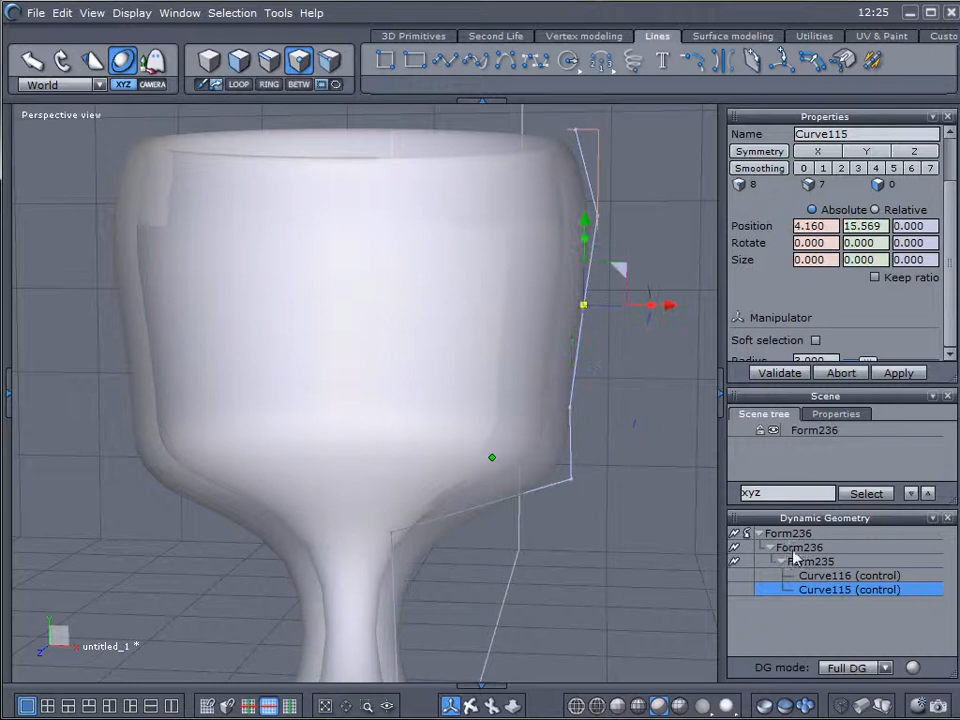 File Edit View Display Window Selection Tools Help 12:25
3D Primitives Second Life Vertex modeling Lines Surface modeling Utilities UV & Paint Custo
World XYZ CAMERA LOOP RING BETW
T
Perspective view
Properties
Name Curve115
Symmetry X Y Z
Smoothing 0 1 2 3 4 5 6 7
8 7 0
Absolute Relative
Position 4.160 15.569 0.000
Rotate 0.000 0.000 0.000
Size 0.000 0.000 0.000
Keep ratio
Manipulator
Soft selection
Validate Abort Apply
Scene
Scene tree Properties
Form236
xyz Select
Dynamic Geometry
Form236
Form236
Form235
Curve116 (control)
Curve115 (control)
Y
Z
untitled_1 *
DG mode: Full DG